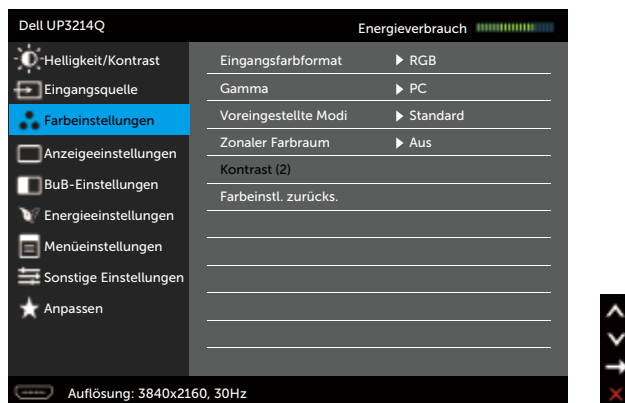 Dell UP3214Q
Energieverbrauch
Helligkeit/Kontrast
Eingangsquelle
Farbeinstellungen
Anzeigeeinstellungen
BuB-Einstellungen
Energieeinstellungen
Menüeinstellungen
Sonstige Einstellungen
Anpassen
Eingangsfarbformat RGB
Gamma PC
Voreingestellte Modi Standard
Zonaler Farbraum Aus
Kontrast (2)
Farbeinstl. zurücks.
Auflösung: 3840x2160, 30Hz